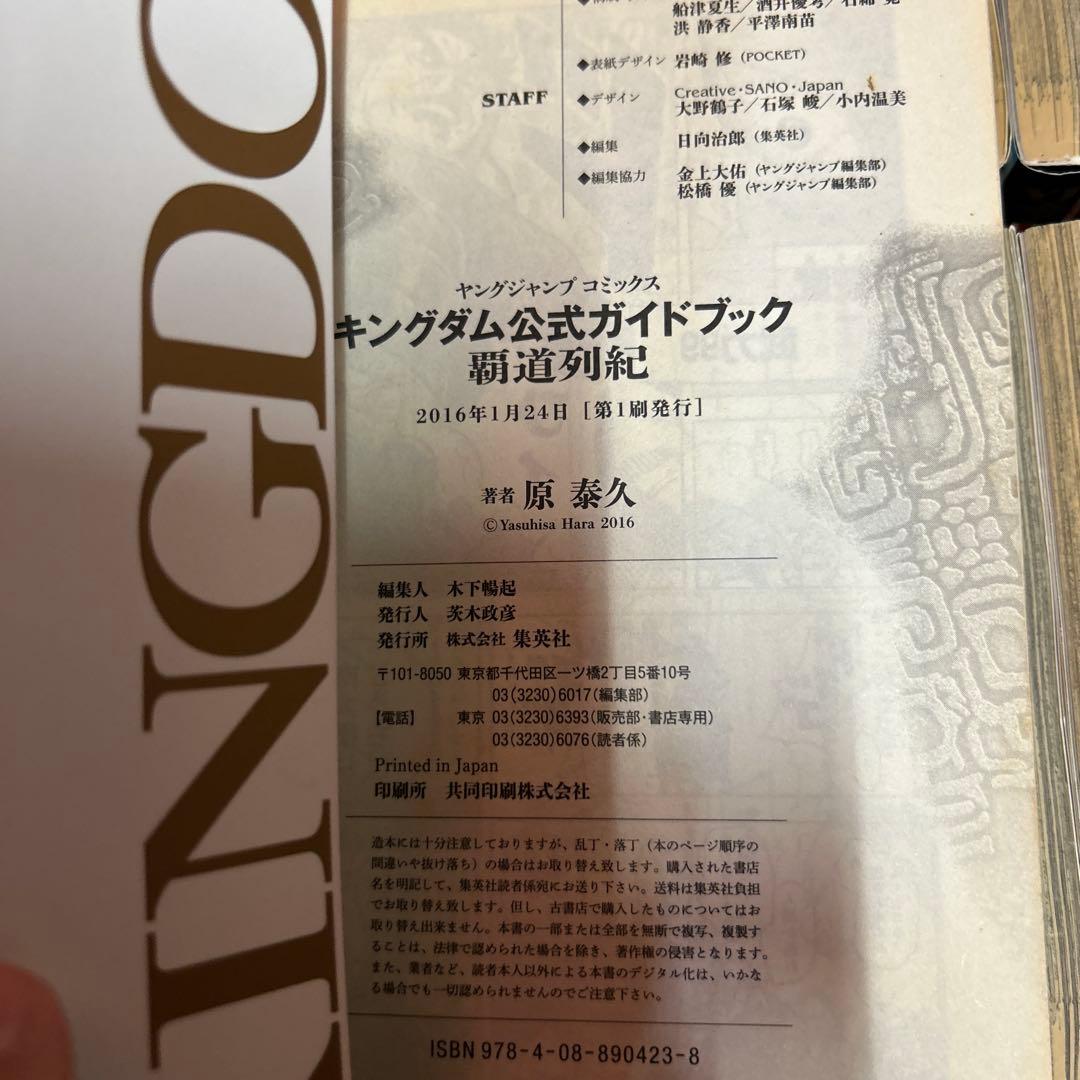 KINGDO
船津夏生／酒井優考／石綿 寛
洪 静香／平澤南苗
◆表紙デザイン 岩崎 修 (POCKET)
STAFF
◆デザイン Creative・SANO・Japan
大野鶴子／石塚 峻／小内温美
◆編集 日向治郎 (集英社)
◆編集協力 金上大佑 (ヤングジャンプ編集部)
松橋 優 (ヤングジャンプ編集部)
ヤングジャンプ コミックス
キングダム公式ガイドブック
覇道列紀
2016年1月24日 [第1刷発行]
著者 原 泰久
©Yasuhisa Hara 2016
編集人 木下暢起
発行人 茨木政彦
発行所 株式会社 集英社
〒101-8050 東京都千代田区一ツ橋2丁目5番10号
03(3230)6017(編集部)
【電話】 東京 03(3230)6393(販売部・書店専用)
03(3230)6076(読者係)
Printed in Japan
印刷所 共同印刷株式会社
造本には十分注意しておりますが、乱丁・落丁（本のページ順序の
間違いや抜け落ち）の場合はお取り替え致します。購入された書店
名を明記して、集英社読者係宛にお送り下さい。送料は集英社負担
でお取り替え致します。但し、古書店で購入したものについてはお
取り替え出来ません。本書の一部または全部を無断で複写、複製す
ることは、法律で認められた場合を除き、著作権の侵害となります。
また、業者など、読者本人以外による本書のデジタル化は、いかな
る場合でも一切認められませんのでご注意下さい。
ISBN 978-4-08-890423-8